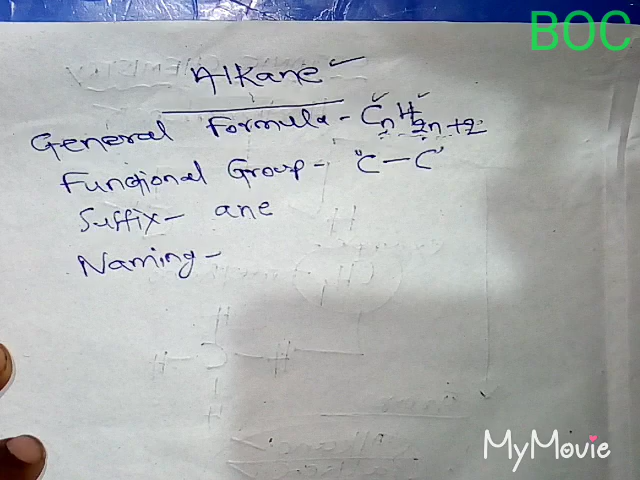 BOC
Alkane
General Formula - CnH2n+2
Functional Group - C-C
Suffix - ane
Naming -
MyMovie